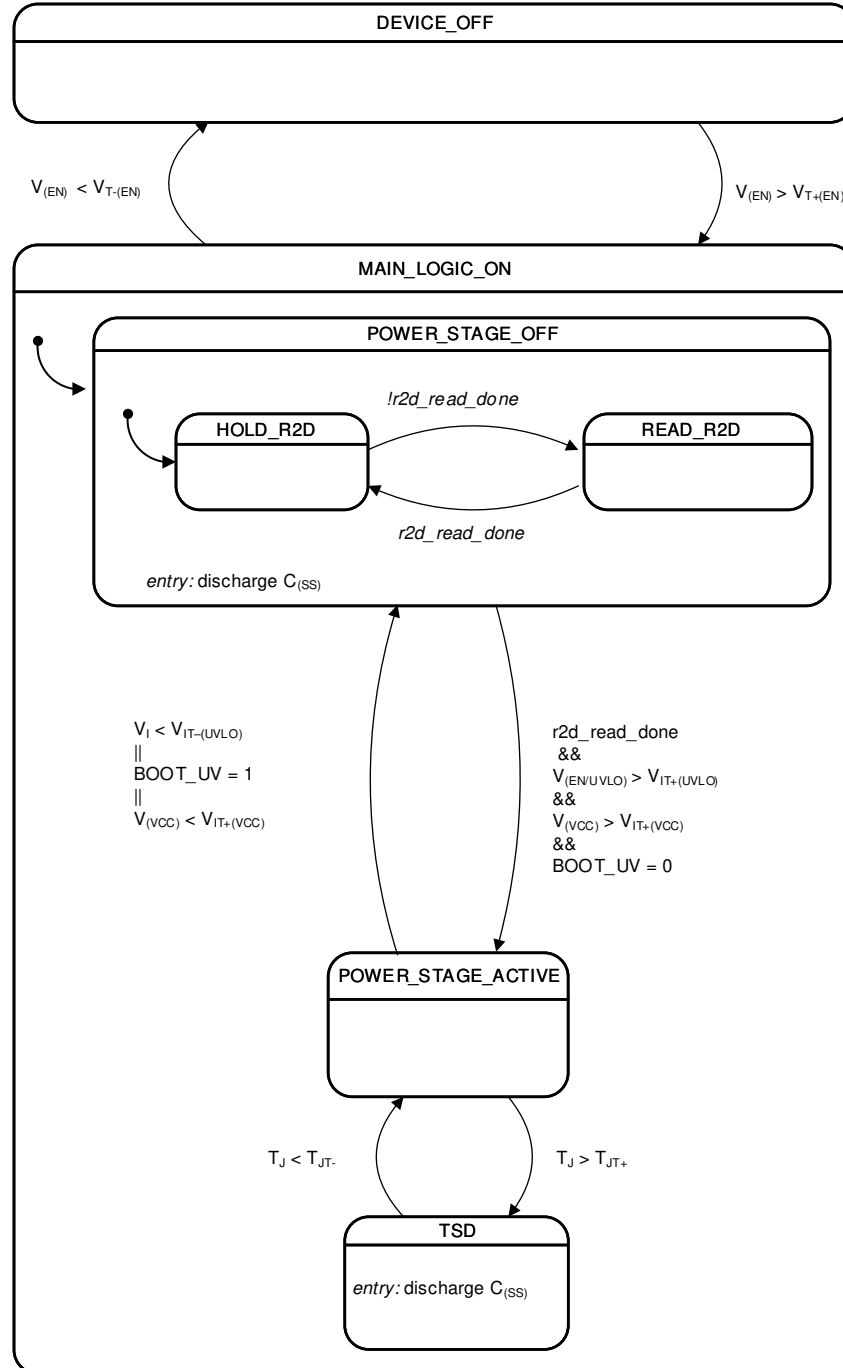 DEVICE_OFF
V(EN) < VT-(EN)
V(EN) > VT+(EN)
MAIN_LOGIC_ON
POWER_STAGE_OFF
!r2d_read_done
HOLD_R2D
READ_R2D
r2d_read_done
entry: discharge C(SS)
VI < VIT–(UVLO)
||
BOOT_UV = 1
||
V(VCC) < VIT+(VCC)
r2d_read_done
&&
V(EN/UVLO) > VIT+(UVLO)
&&
V(VCC) > VIT+(VCC)
&&
BOOT_UV = 0
POWER_STAGE_ACTIVE
TJ < TJT-
TJ > TJT+
TSD
entry: discharge C(SS)